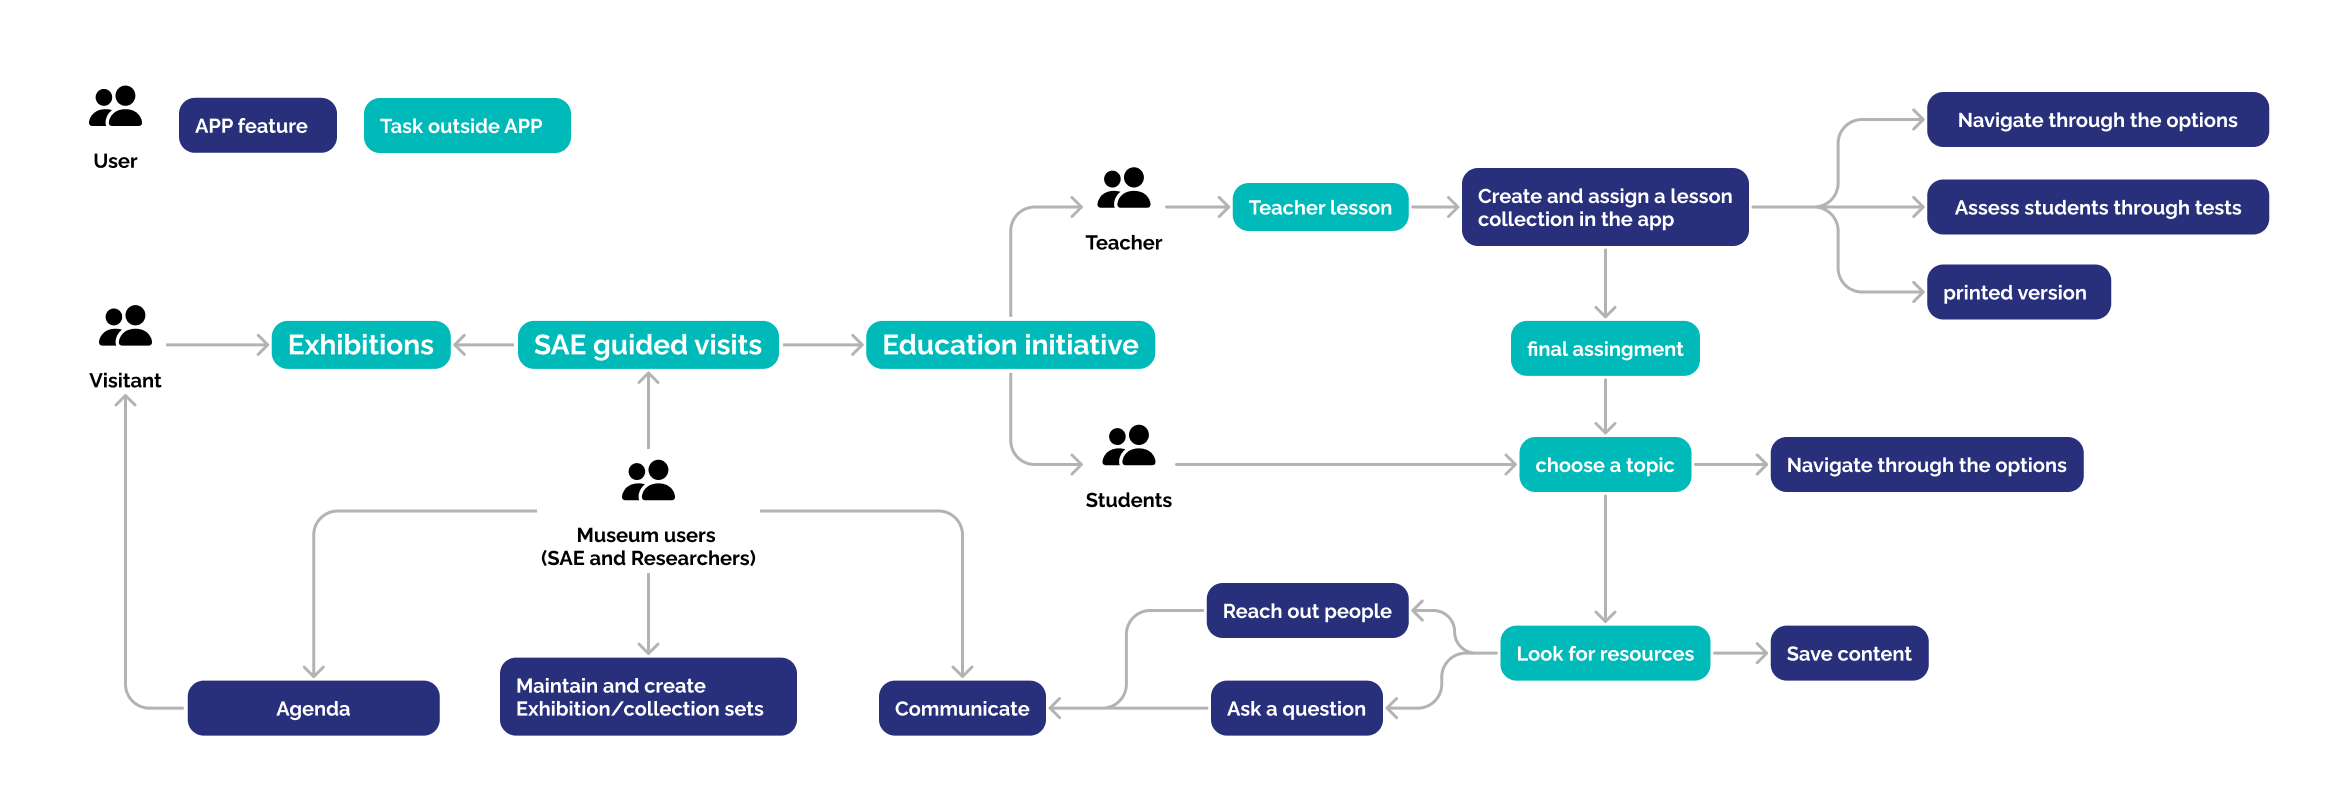 User
APP feature
Task outside APP
Teacher
Teacher lesson
Create and assign a lesson
collection in the app
Navigate through the options
Assess students through tests
printed version
Visitant
Exhibitions
SAE guided visits
Education initiative
final assingment
Students
choose a topic
Navigate through the options
Museum users
(SAE and Researchers)
Reach out people
Look for resources
Save content
Agenda
Maintain and create
Exhibition/collection sets
Communicate
Ask a question